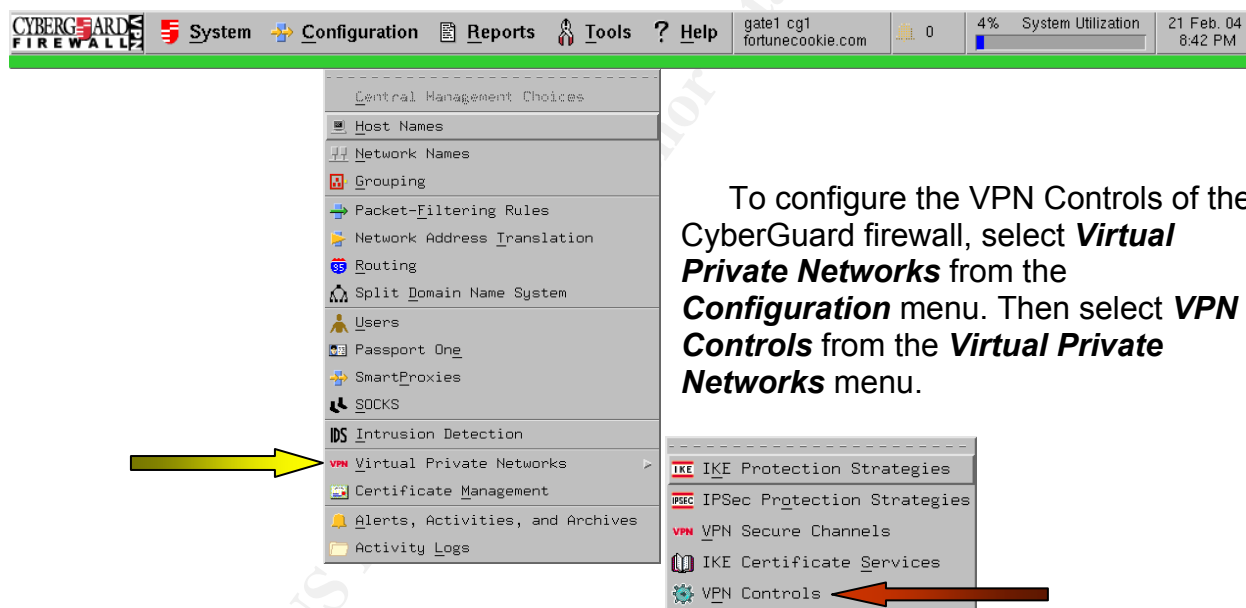 CYBERGUARD
FIREWALL
System
Configuration
Reports
Tools
? Help
gate1 cg1
fortunecookie.com
0
4% System Utilization
21 Feb. 04
8:42 PM
Central Management Choices
Host Names
Network Names
Grouping
Packet-Filtering Rules
Network Address Translation
95 Routing
Split Domain Name System
Users
Passport One
SmartProxies
SOCKS
IDS Intrusion Detection
VPN Virtual Private Networks
Certificate Management
Alerts, Activities, and Archives
Activity Logs
To configure the VPN Controls of the
CyberGuard firewall, select Virtual
Private Networks from the
Configuration menu. Then select VPN
Controls from the Virtual Private
Networks menu.
IKE IKE Protection Strategies
IPSEC IPSec Protection Strategies
VPN VPN Secure Channels
IKE Certificate Services
VPN Controls